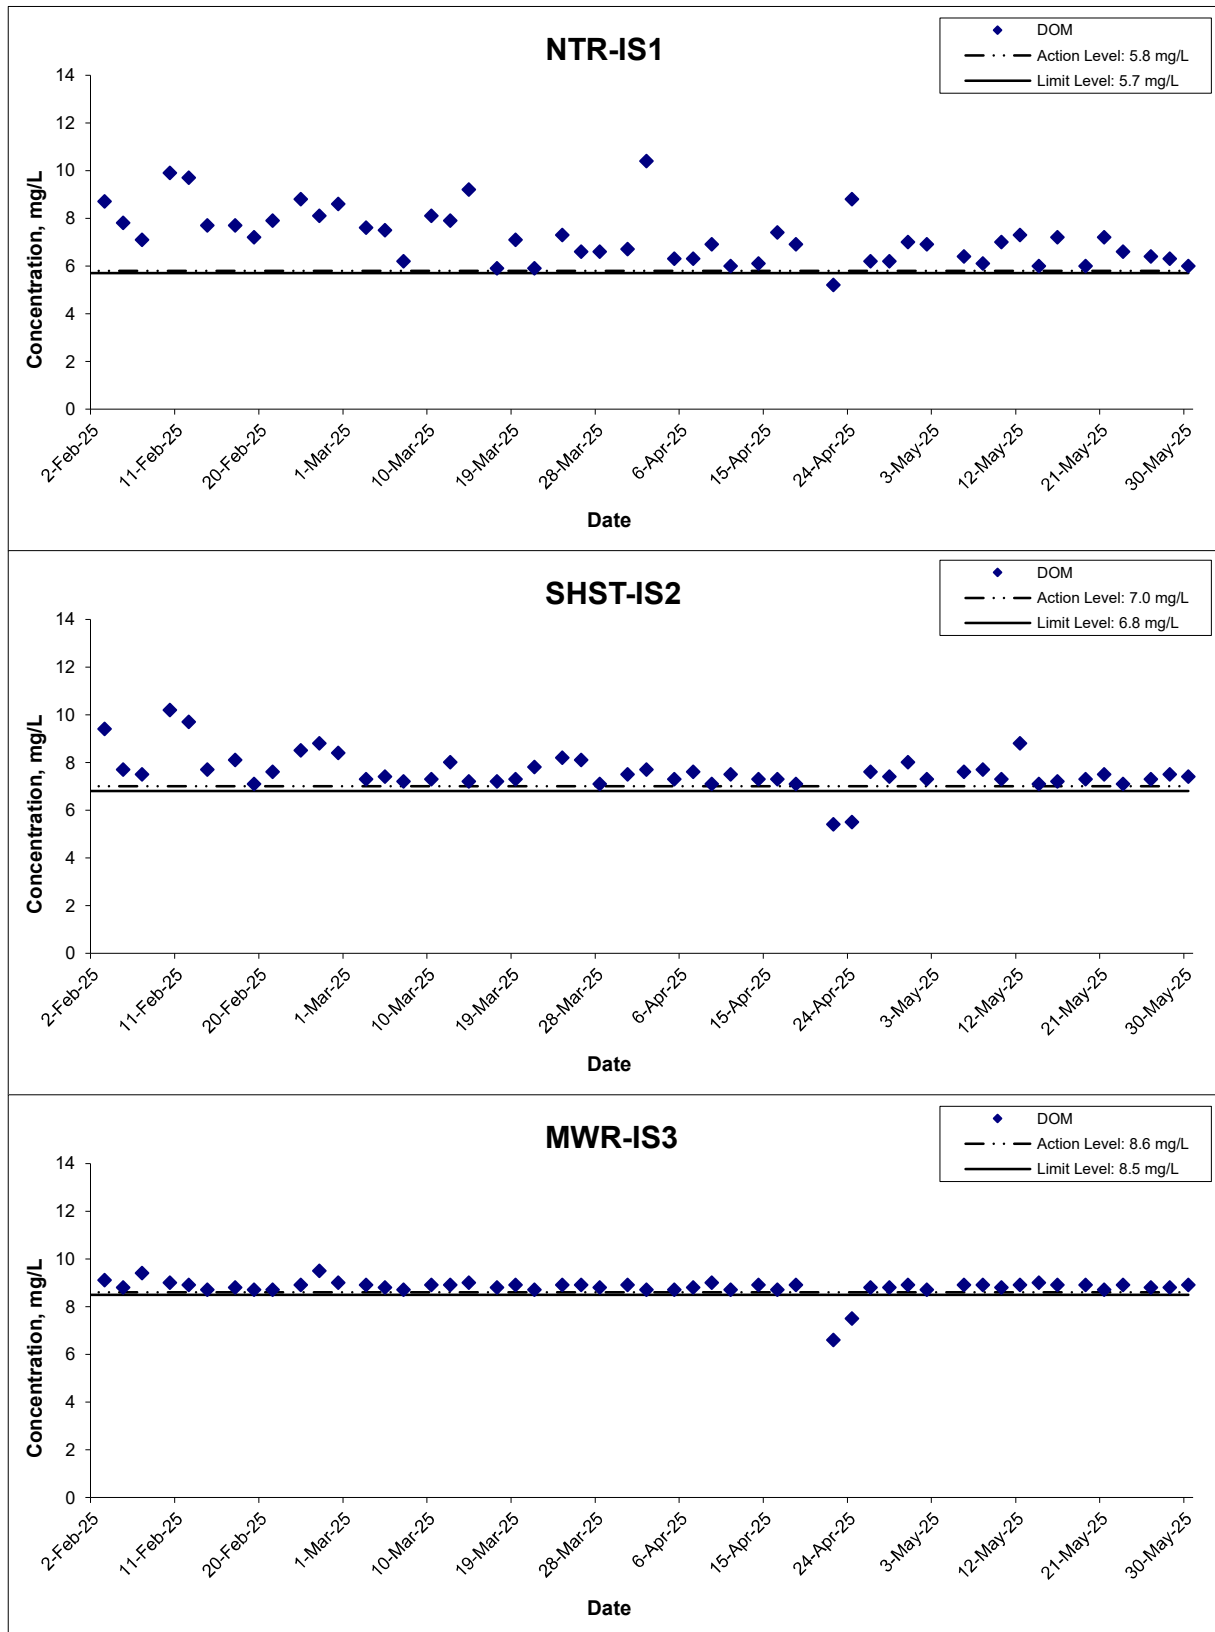 NTR-IS1
DOM
Action Level: 5.8 mg/L
Limit Level: 5.7 mg/L
Concentration, mg/L
14
12
10
8
6
4
2
0
2-Feb-25
11-Feb-25
20-Feb-25
1-Mar-25
10-Mar-25
19-Mar-25
28-Mar-25
6-Apr-25
15-Apr-25
24-Apr-25
3-May-25
12-May-25
21-May-25
30-May-25
Date
SHST-IS2
DOM
Action Level: 7.0 mg/L
Limit Level: 6.8 mg/L
Concentration, mg/L
14
12
10
8
6
4
2
0
2-Feb-25
11-Feb-25
20-Feb-25
1-Mar-25
10-Mar-25
19-Mar-25
28-Mar-25
6-Apr-25
15-Apr-25
24-Apr-25
3-May-25
12-May-25
21-May-25
30-May-25
Date
MWR-IS3
DOM
Action Level: 8.6 mg/L
Limit Level: 8.5 mg/L
Concentration, mg/L
14
12
10
8
6
4
2
0
2-Feb-25
11-Feb-25
20-Feb-25
1-Mar-25
10-Mar-25
19-Mar-25
28-Mar-25
6-Apr-25
15-Apr-25
24-Apr-25
3-May-25
12-May-25
21-May-25
30-May-25
Date